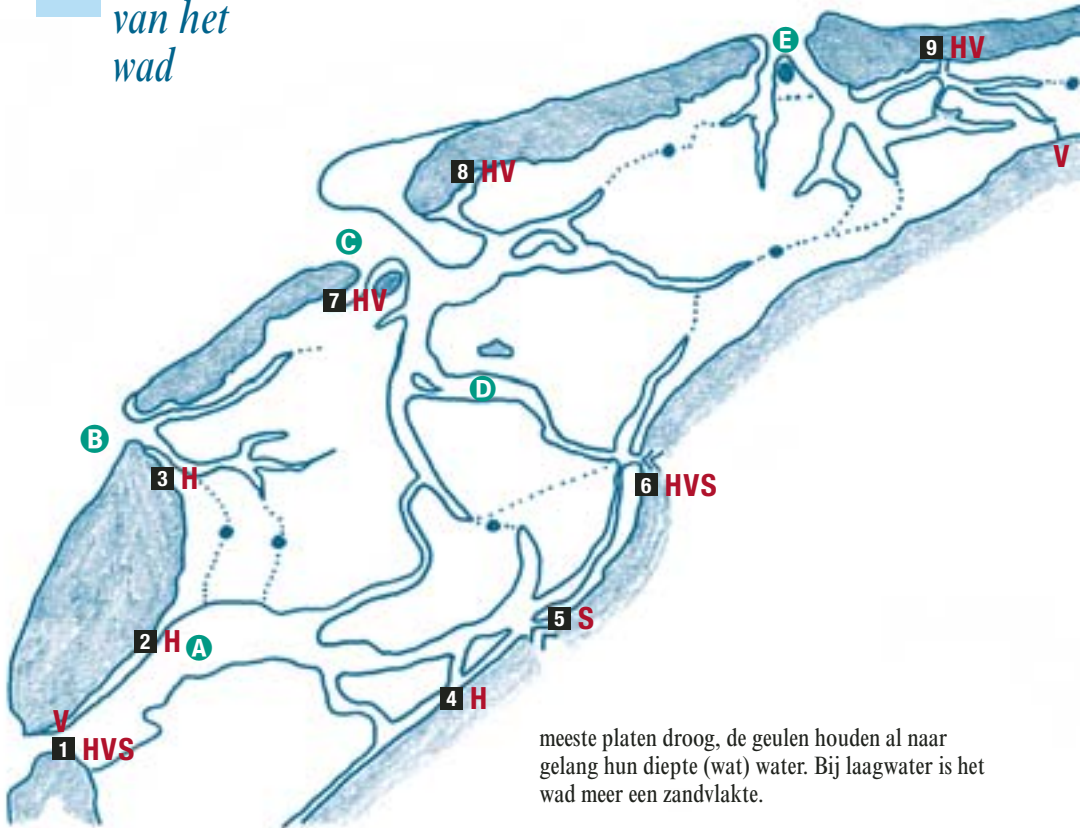 van het
wad
E
9 HV
V
8 HV
C
7 HV
D
B
3 H
6 HVS
5 S
2 H A
4 H
V
1 HVS
meeste platen droog, de geulen houden al naar
gelang hun diepte (wat) water. Bij laagwater is het
wad meer een zandvlakte.